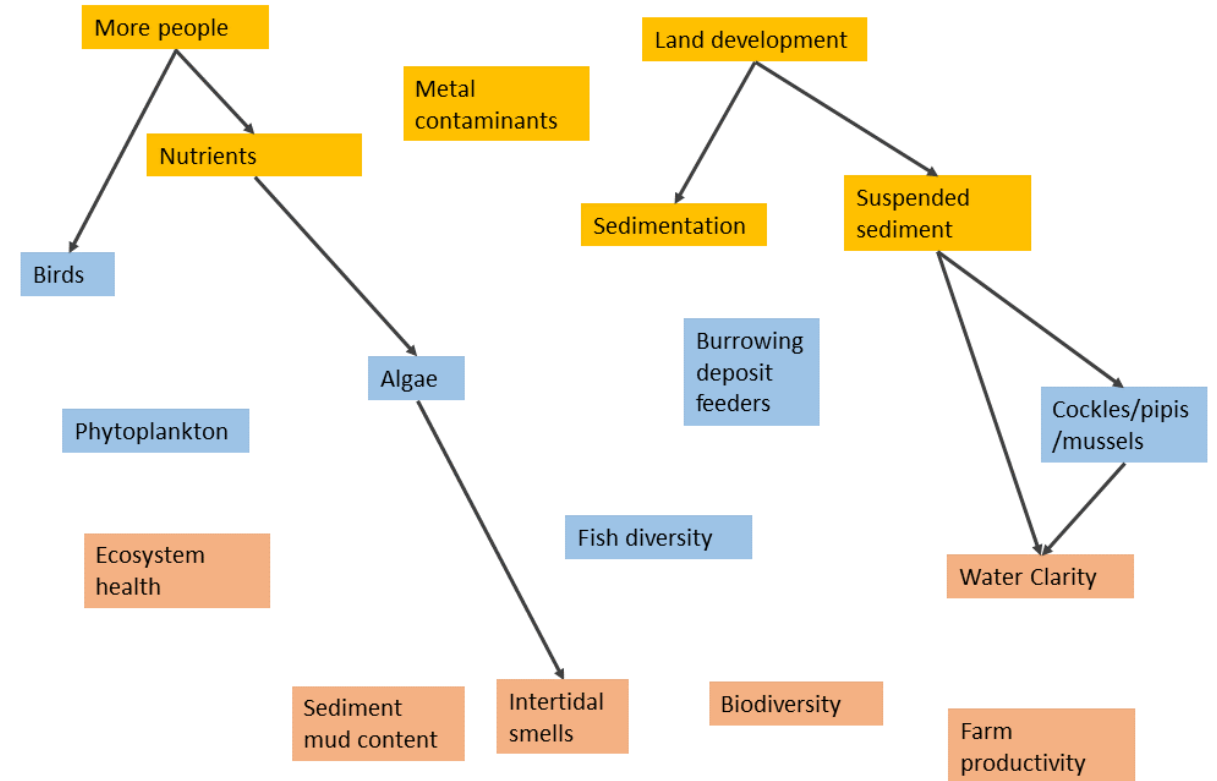 More people
Land development
Metal
contaminants
Nutrients
Sedimentation
Suspended
sediment
Birds
Burrowing
deposit
feeders
Algae
Cockles/pipis
/mussels
Phytoplankton
Fish diversity
Ecosystem
health
Water Clarity
Sediment
mud content
Intertidal
smells
Biodiversity
Farm
productivity